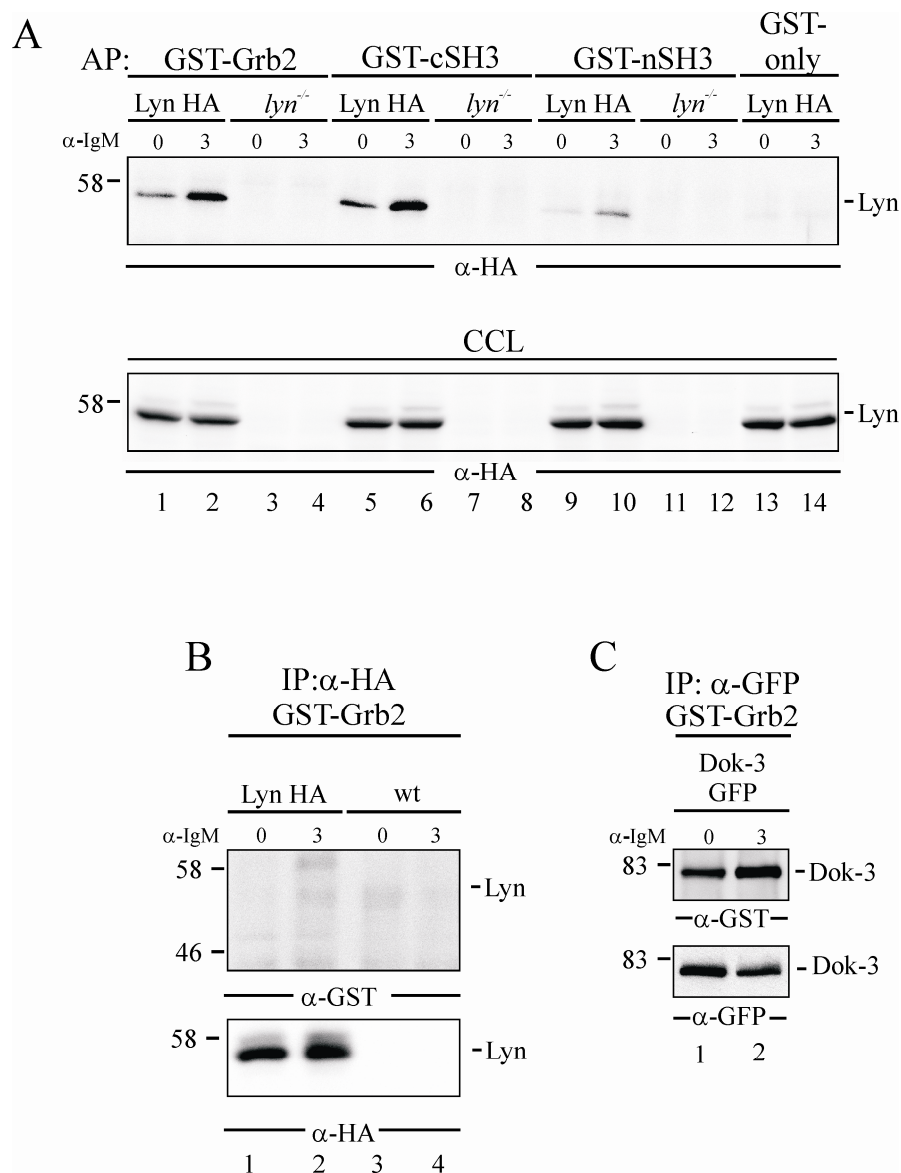 A
AP: GST-Grb2 GST-cSH3 GST-nSH3 GST-only
Lyn HA lyn-/- Lyn HA lyn-/- Lyn HA lyn-/- Lyn HA
α-IgM 0 3 0 3 0 3 0 3 0 3 0 3 0 3
58
Lyn
α-HA
CCL
58
Lyn
α-HA
1 2 3 4 5 6 7 8 9 10 11 12 13 14
B
IP:α-HA
GST-Grb2
Lyn HA wt
α-IgM 0 3 0 3
58
Lyn
46
α-GST
58
Lyn
α-HA
1 2 3 4
C
IP: α-GFP
GST-Grb2
Dok-3
GFP
α-IgM 0 3
83
Dok-3
α-GST
83
Dok-3
α-GFP
1 2